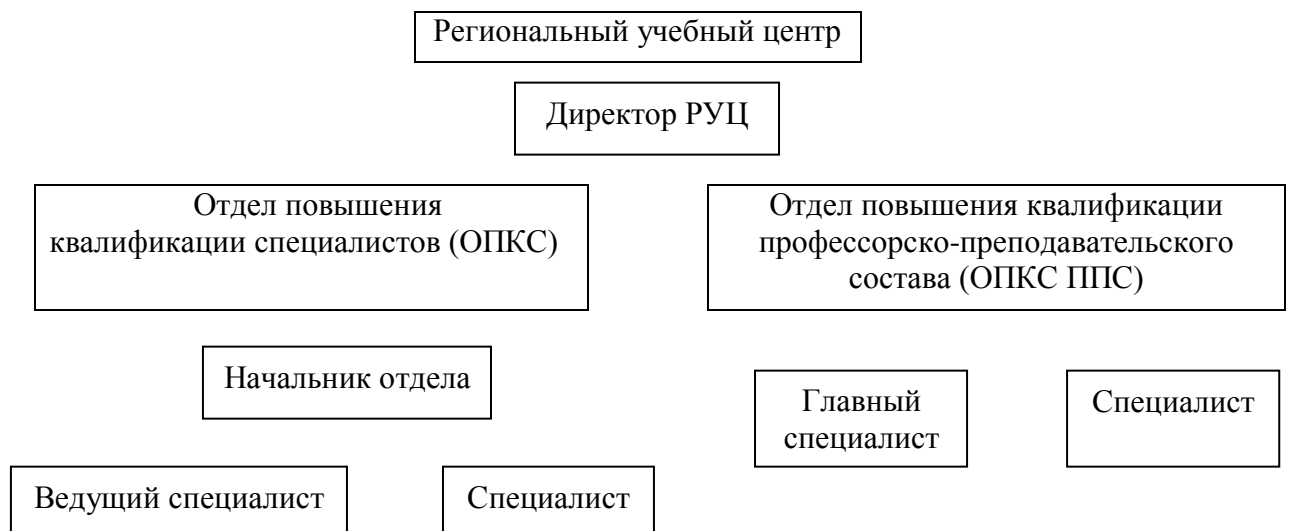 Региональный учебный центр
Директор РУЦ
Отдел повышения
квалификации специалистов (ОПКС)
Отдел повышения квалификации
профессорско-преподавательского
состава (ОПКС ППС)
Начальник отдела
Главный
специалист
Специалист
Ведущий специалист
Специалист